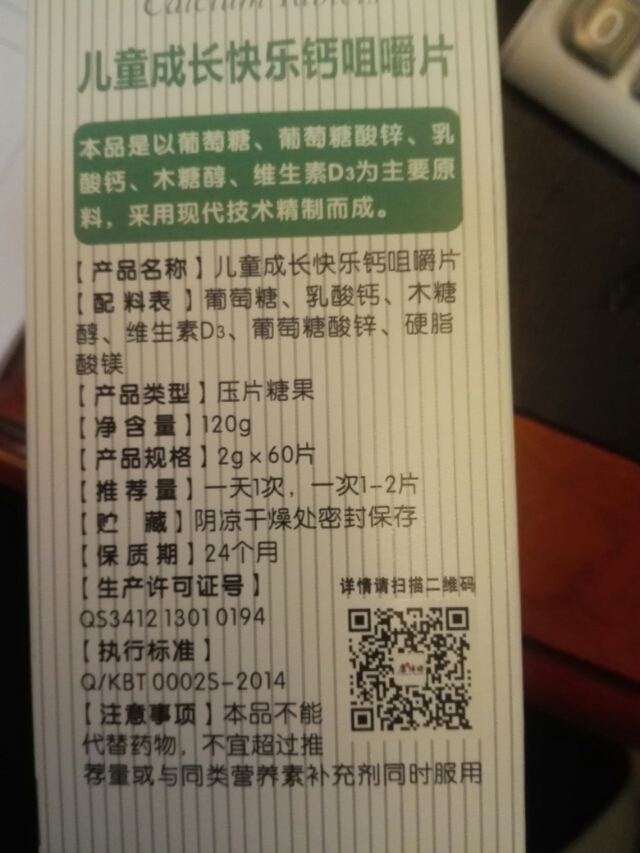 Calcium Tablets
儿童成长快乐钙咀嚼片
本品是以葡萄糖、葡萄糖酸锌、乳
酸钙、木糖醇、维生素D3为主要原
料，采用现代技术精制而成。
【产品名称】儿童成长快乐钙咀嚼片
【配料表】葡萄糖、乳酸钙、木糖
醇、维生素D3、葡萄糖酸锌、硬脂
酸镁
【产品类型】压片糖果
【净含量】120g
【产品规格】2g×60片
【推荐量】一天1次，一次1-2片
【贮 藏】阴凉干燥处密封保存
【保质期】24个月
【生产许可证号】
QS3412 1301 0194
【执行标准】
Q/KBT 0002S-2014
【注意事项】本品不能
代替药物，不宜超过推
荐量或与同类营养素补充剂同时服用
详情请扫描二维码